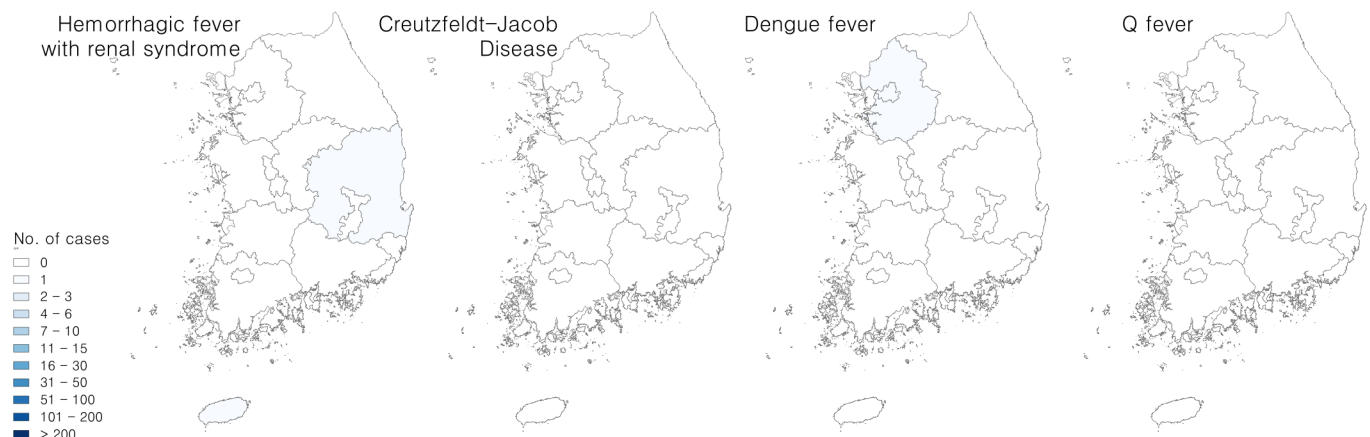 Hemorrhagic fever
with renal syndrome
Creutzfeldt-Jacob
Disease
Dengue fever
Q fever
No. of cases
0
1
2 - 3
4 - 6
7 - 10
11 - 15
16 - 30
31 - 50
51 - 100
101 - 200
> 200